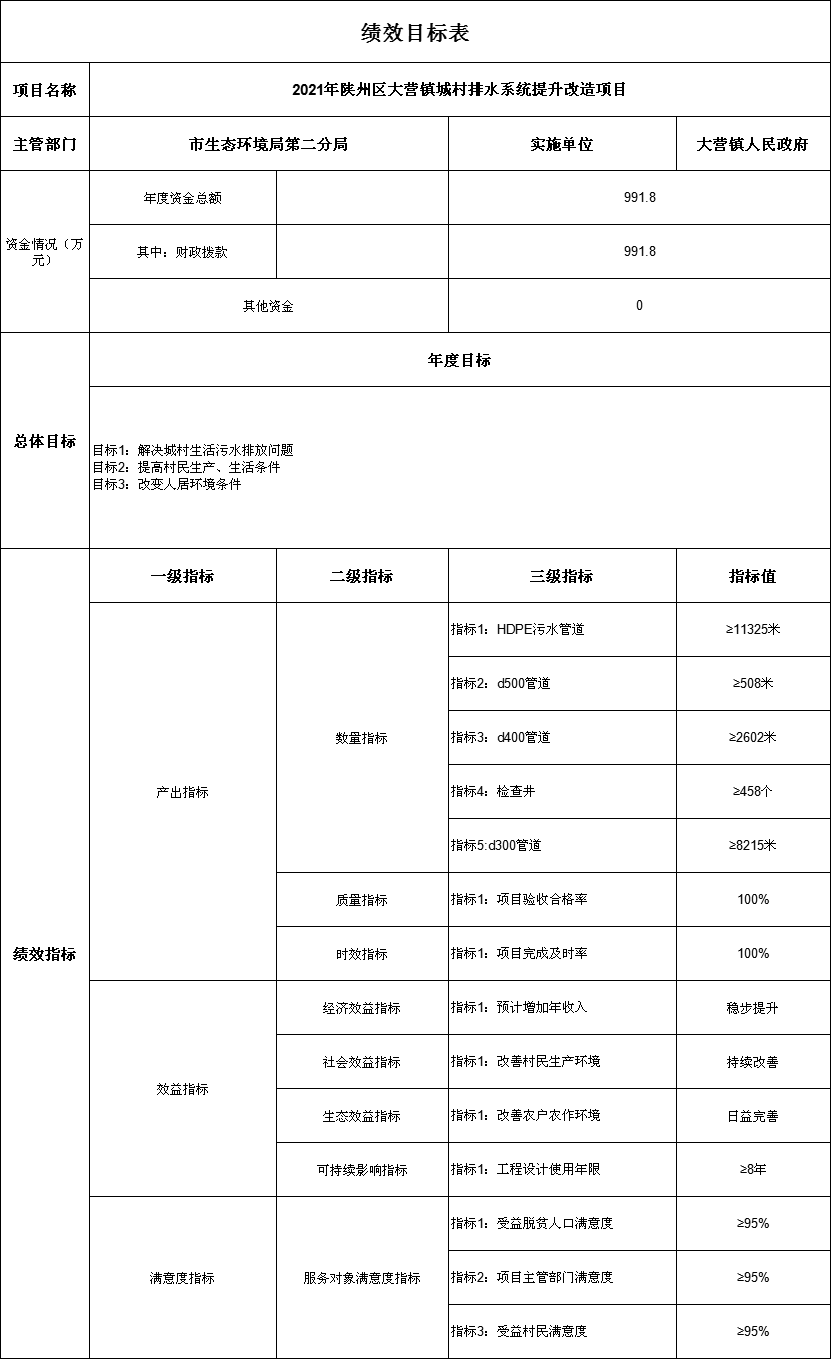 绩效目标表
项目名称
2021年陕州区大营镇城村排水系统提升改造项目
主管部门
市生态环境局第二分局
实施单位
大营镇人民政府
资金情况（万
元）
年度资金总额
991.8
其中：财政拨款
991.8
其他资金
0
总体目标
年度目标
目标1：解决城村生活污水排放问题
目标2：提高村民生产、生活条件
目标3：改变人居环境条件
绩效指标
一级指标
二级指标
三级指标
指标值
产出指标
数量指标
指标1：HDPE污水管道
≥11325米
指标2：d500管道
≥508米
指标3：d400管道
≥2602米
指标4：检查井
≥458个
指标5:d300管道
≥8215米
质量指标
指标1：项目验收合格率
100%
时效指标
指标1：项目完成及时率
100%
效益指标
经济效益指标
指标1：预计增加年收入
稳步提升
社会效益指标
指标1：改善村民生产环境
持续改善
生态效益指标
指标1：改善农户农作环境
日益完善
可持续影响指标
指标1：工程设计使用年限
≥8年
满意度指标
服务对象满意度指标
指标1：受益脱贫人口满意度
≥95%
指标2：项目主管部门满意度
≥95%
指标3：受益村民满意度
≥95%